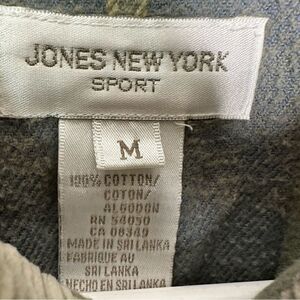 JONES NEW YORK
SPORT
M
100% COTTON/
COTON/
ALGODON
RN 54050
CA 08349
MADE IN SRI LANKA
FABRIQUE AU
SRI LANKA
HECHO EN SRI LANKA